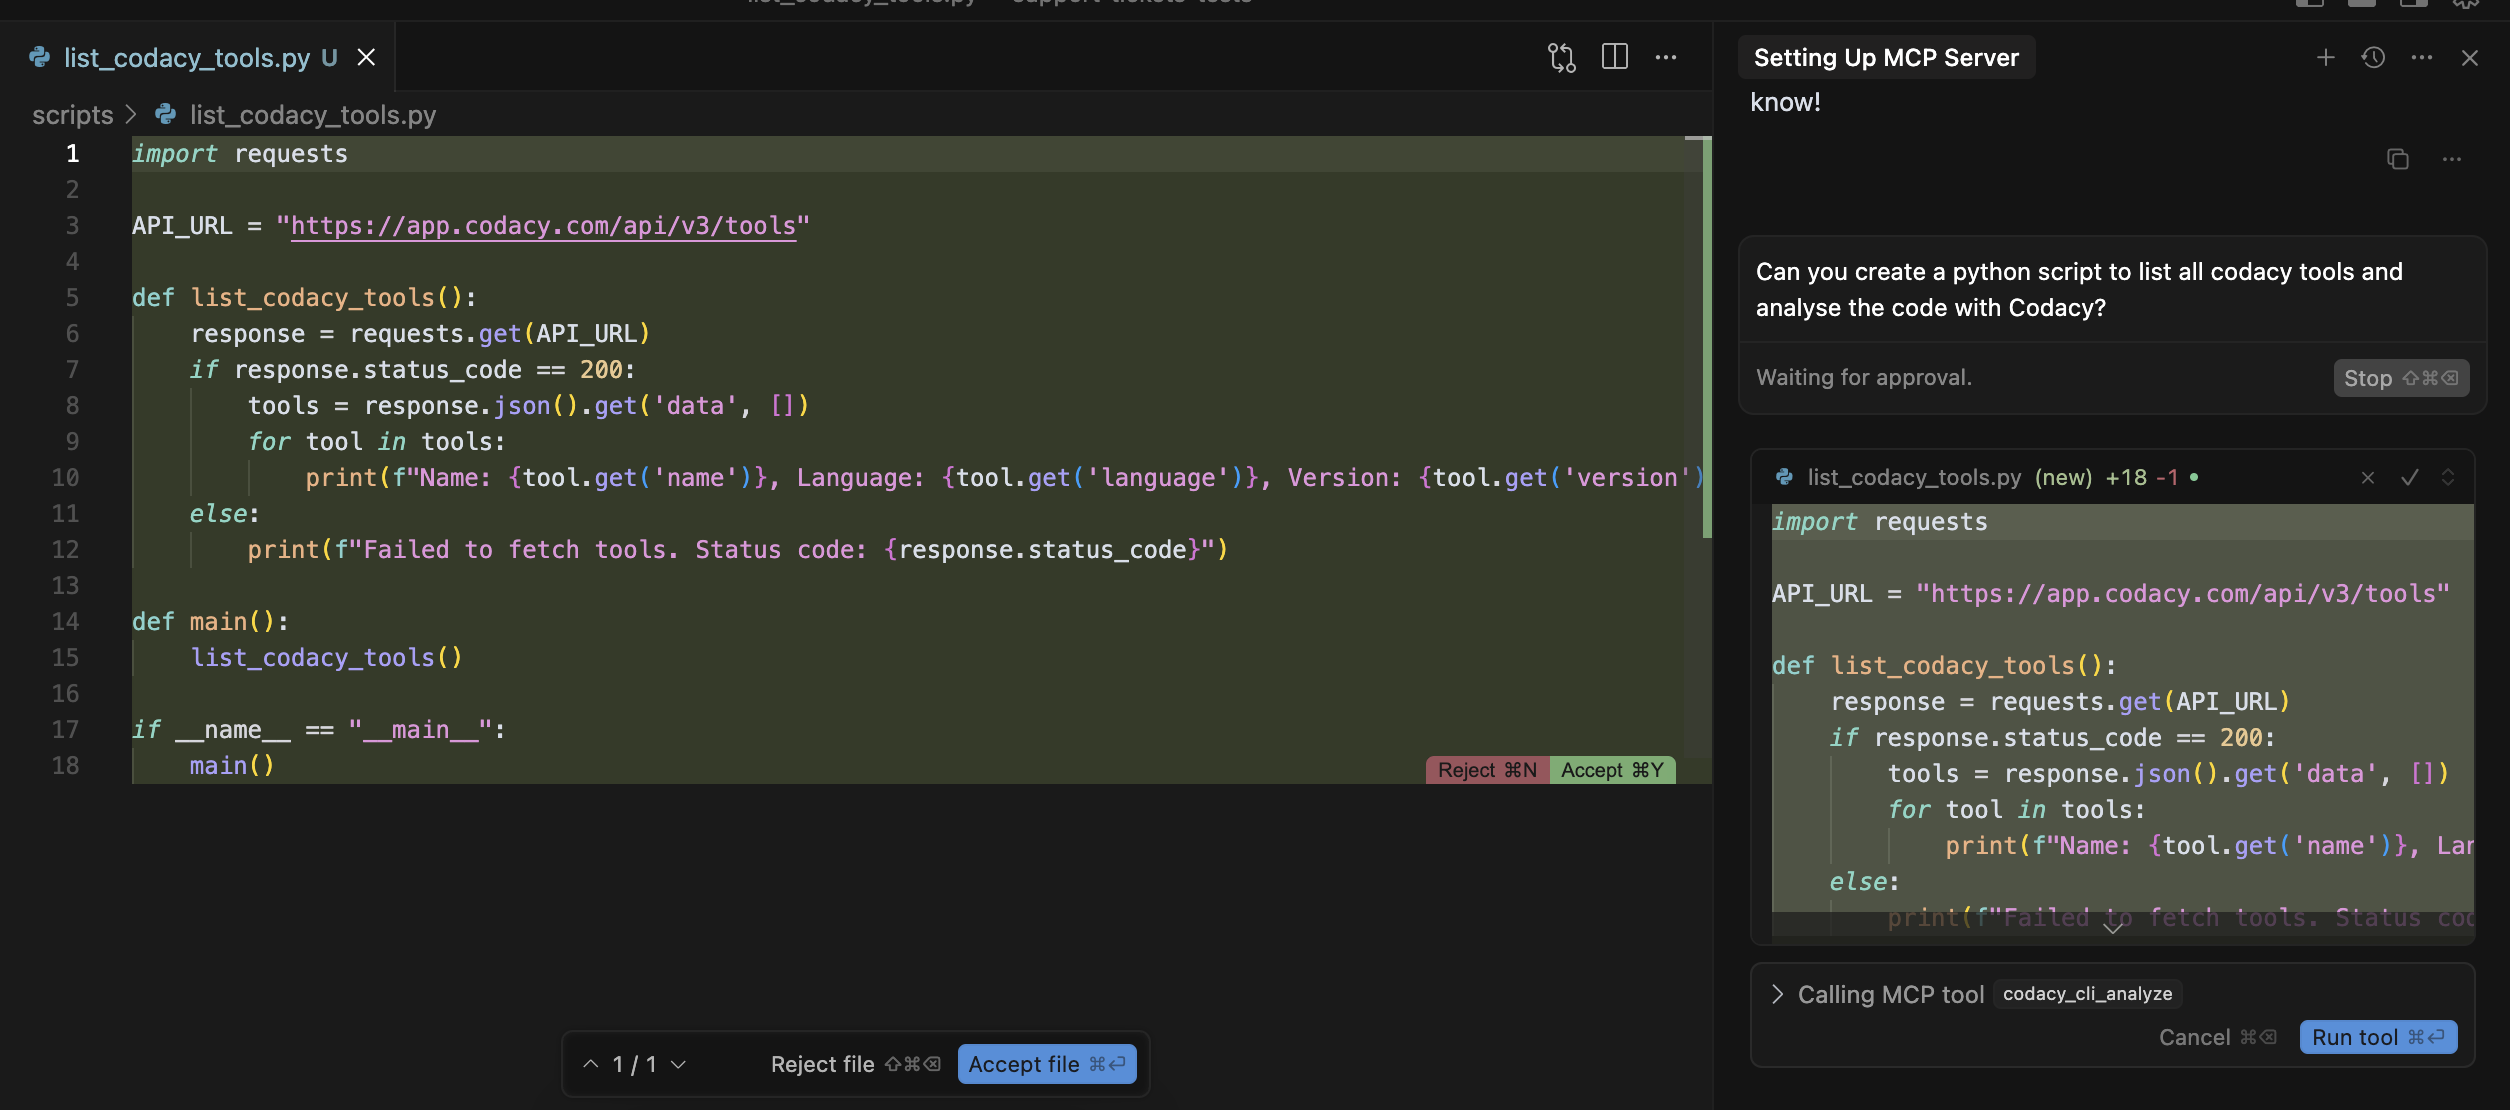 list_codacy_tools.py — support-tickets-tests
list_codacy_tools.py U
scripts > list_codacy_tools.py
1 import requests
2
3 API_URL = "https://app.codacy.com/api/v3/tools"
4
5 def list_codacy_tools():
6 response = requests.get(API_URL)
7 if response.status_code == 200:
8 tools = response.json().get('data', [])
9 for tool in tools:
10 print(f"Name: {tool.get('name')}, Language: {tool.get('language')}, Version: {tool.get('version')
11 else:
12 print(f"Failed to fetch tools. Status code: {response.status_code}")
13
14 def main():
15 list_codacy_tools()
16
17 if __name__ == "__main__":
18 main()
Reject ⌘N Accept ⌘Y
1 / 1 Reject file ⇧⌘⌫ Accept file ⌘⏎
Setting Up MCP Server
know!
Can you create a python script to list all codacy tools and
analyse the code with Codacy?
Waiting for approval.
Stop ⇧⌘⌫
list_codacy_tools.py (new) +18 -1
import requests
API_URL = "https://app.codacy.com/api/v3/tools"
def list_codacy_tools():
response = requests.get(API_URL)
if response.status_code == 200:
tools = response.json().get('data', [])
for tool in tools:
print(f"Name: {tool.get('name')}, Lan
else:
print(f"Failed to fetch tools. Status cod
Calling MCP tool codacy_cli_analyze
Cancel ⌘⌫ Run tool ⌘⏎